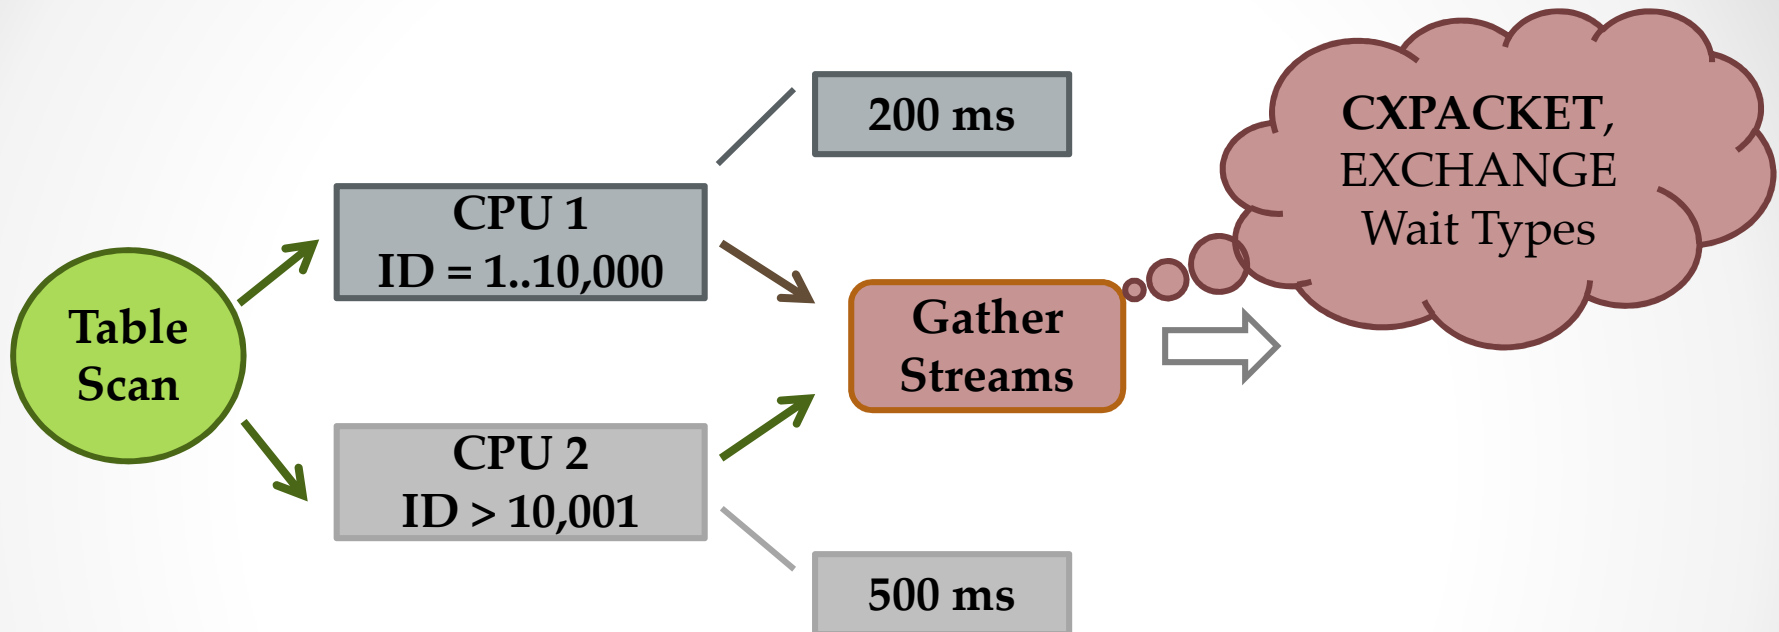 Table
Scan
CPU 1
ID = 1..10,000
CPU 2
ID > 10,001
200 ms
500 ms
Gather
Streams
CXPACKET,
EXCHANGE
Wait Types